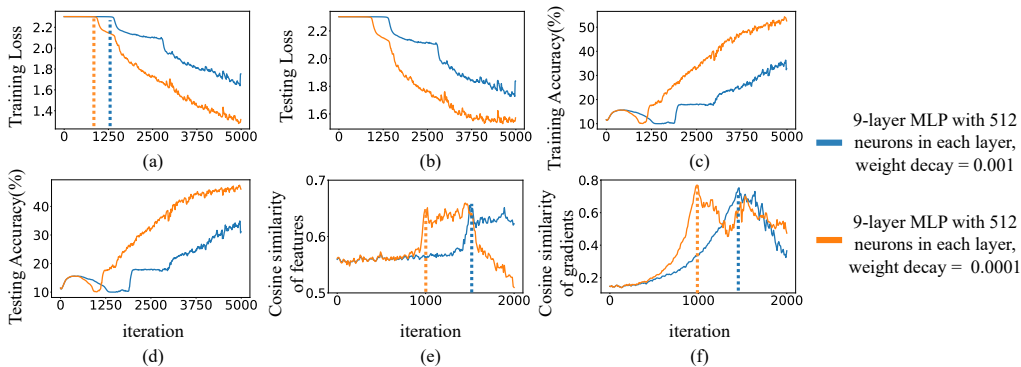 Training Loss
2.2
2.0
1.8
1.6
1.4
0 1250 2500 3750 5000
(a)
Testing Loss
2.2
2.0
1.8
1.6
0 1250 2500 3750 5000
(b)
Training Accuracy(%)
50
40
30
20
10
0 1250 2500 3750 5000
(c)
9-layer MLP with 512
neurons in each layer,
weight decay = 0.001
Testing Accuracy(%)
40
30
20
10
0 1250 2500 3750 5000
iteration
(d)
Cosine similarity
of features
0.7
0.6
0.5
0 1000 2000
iteration
(e)
Cosine similarity
of gradients
0.8
0.6
0.4
0.2
0 1000 2000
iteration
(f)
9-layer MLP with 512
neurons in each layer,
weight decay = 0.0001